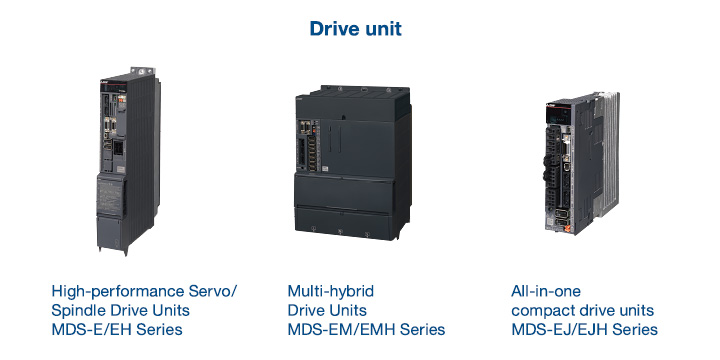 Drive unit
High-performance Servo/
Spindle Drive Units
MDS-E/EH Series
Multi-hybrid
Drive Units
MDS-EM/EMH Series
All-in-one
compact drive units
MDS-EJ/EJH Series